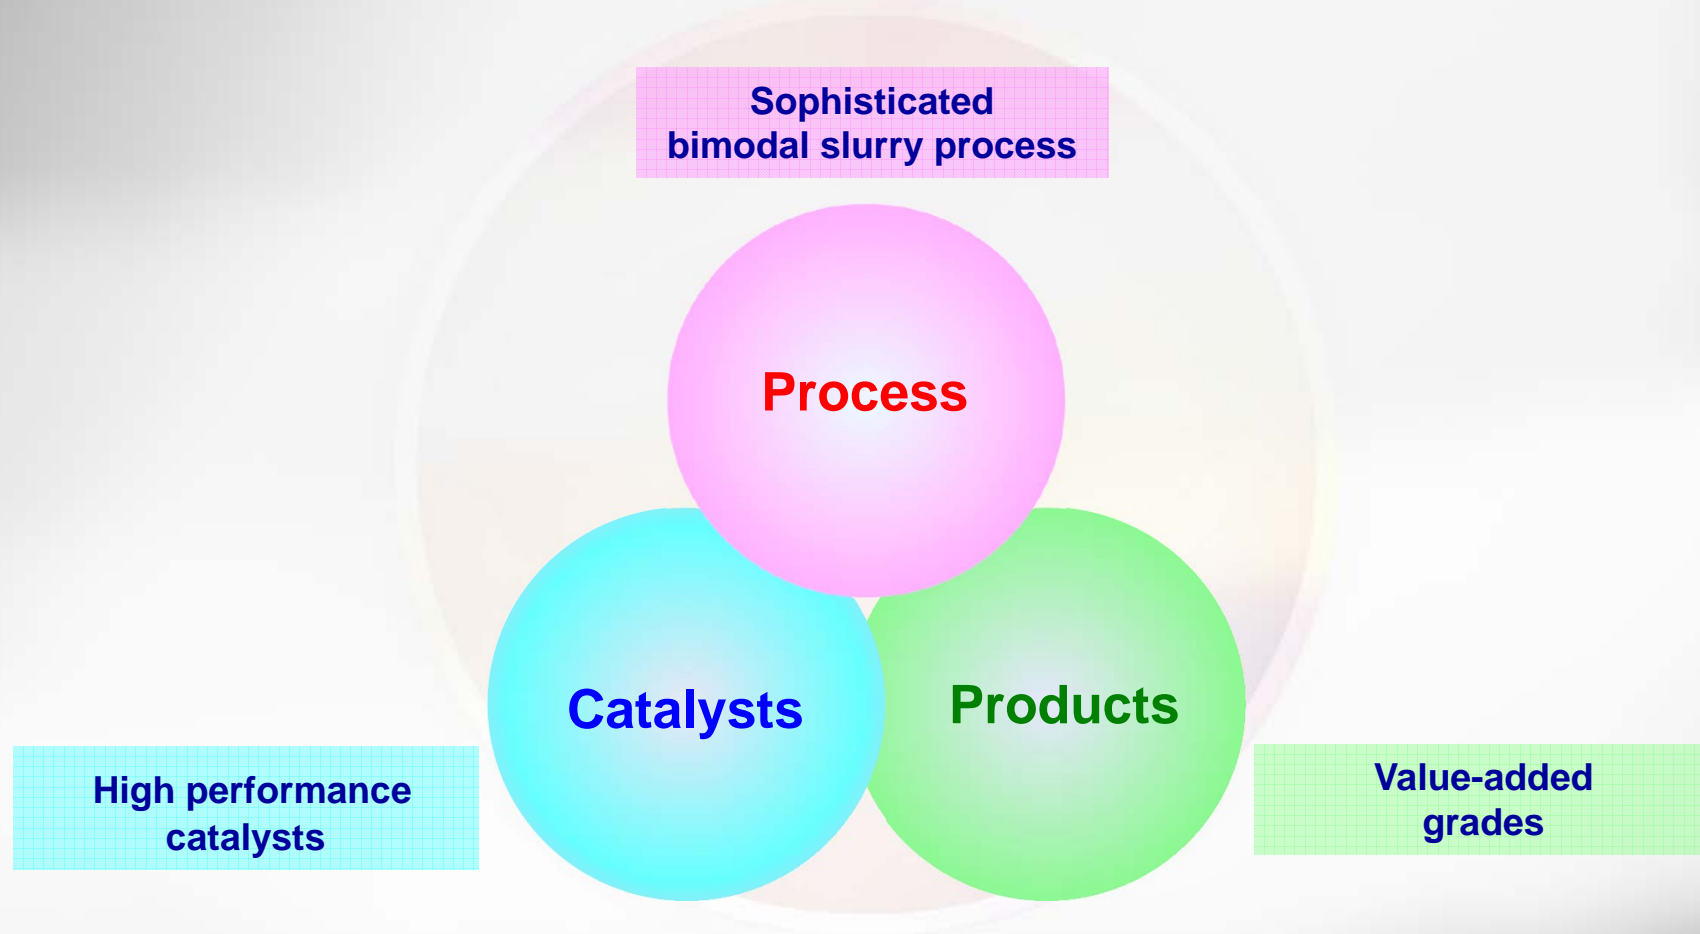 Sophisticated
bimodal slurry process
Process
Catalysts
Products
High performance
catalysts
Value-added
grades